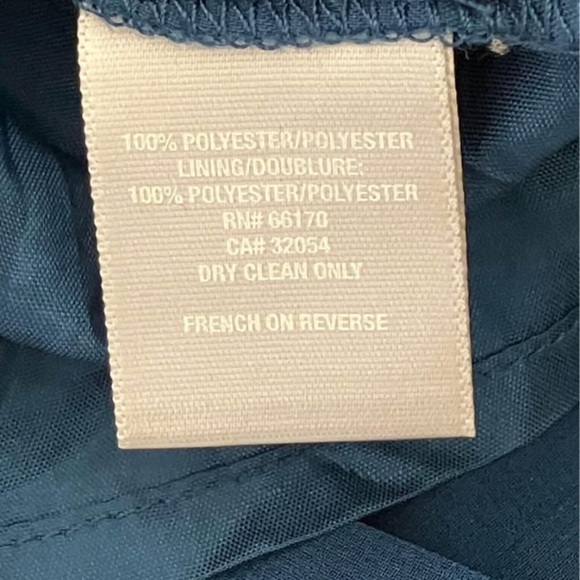 100% POLYESTER/POLYESTER
LINING/DOUBLURE:
100% POLYESTER/POLYESTER
RN# 66170
CA# 32054
DRY CLEAN ONLY
FRENCH ON REVERSE